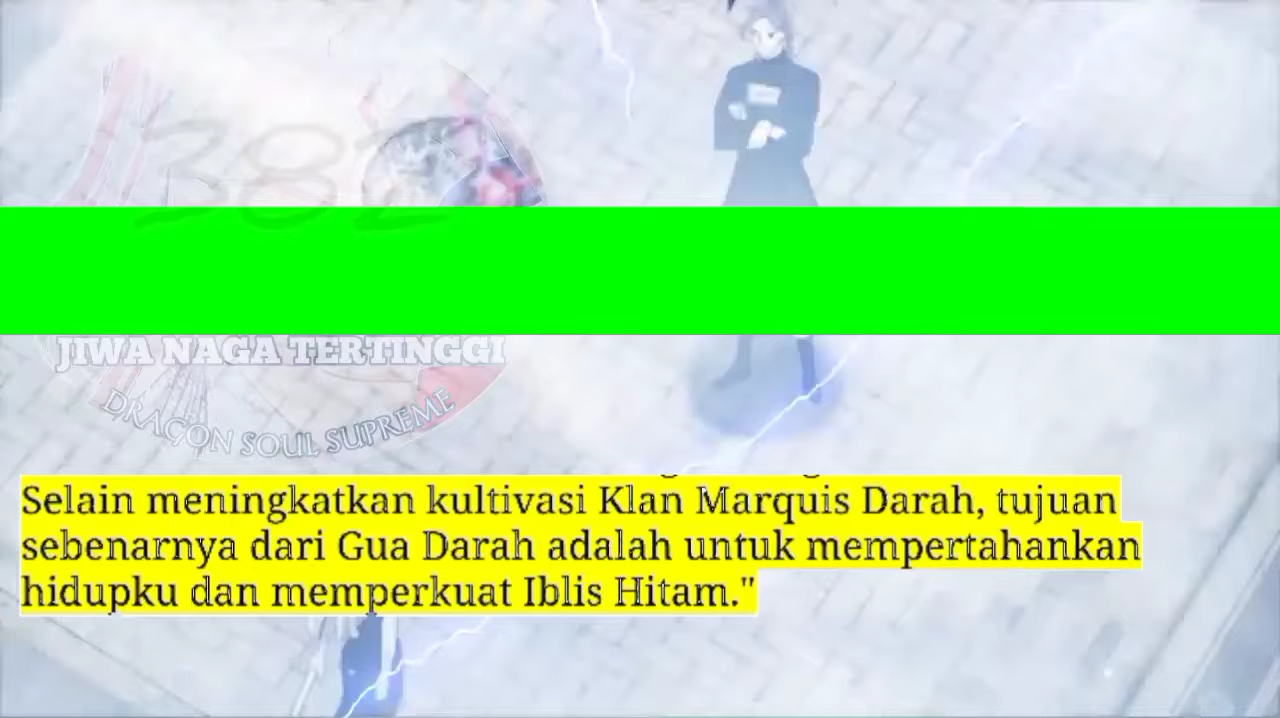 382
JIWA NAGA TERTINGGI
DRAGON SOUL SUPREME
Selain meningkatkan kultivasi Klan Marquis Darah, tujuan
sebenarnya dari Gua Darah adalah untuk mempertahankan
hidupku dan memperkuat Iblis Hitam."